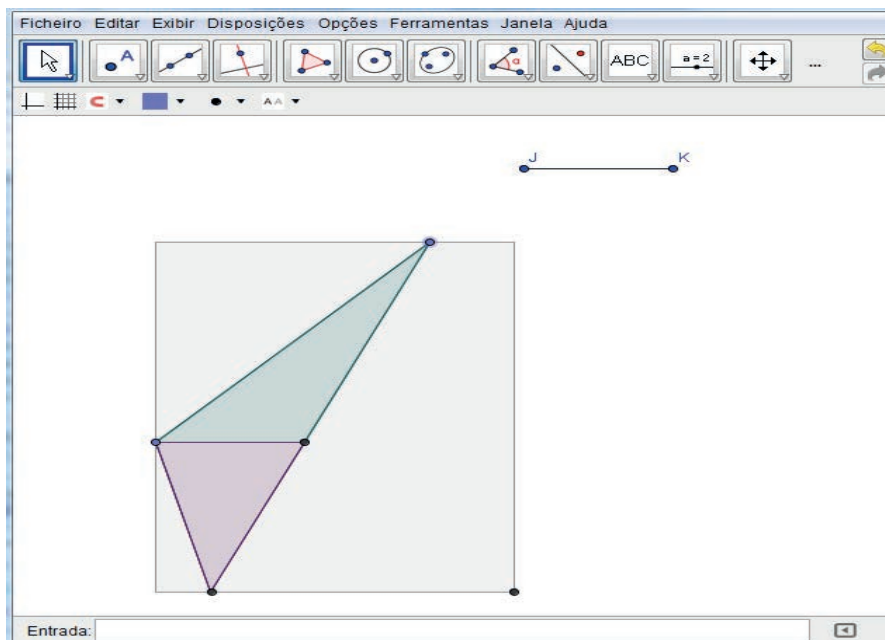 Ficheiro Editar Exibir Disposições Opções Ferramentas Janela Ajuda
A α ABC a = 2 ...
A A
J K
Entrada: